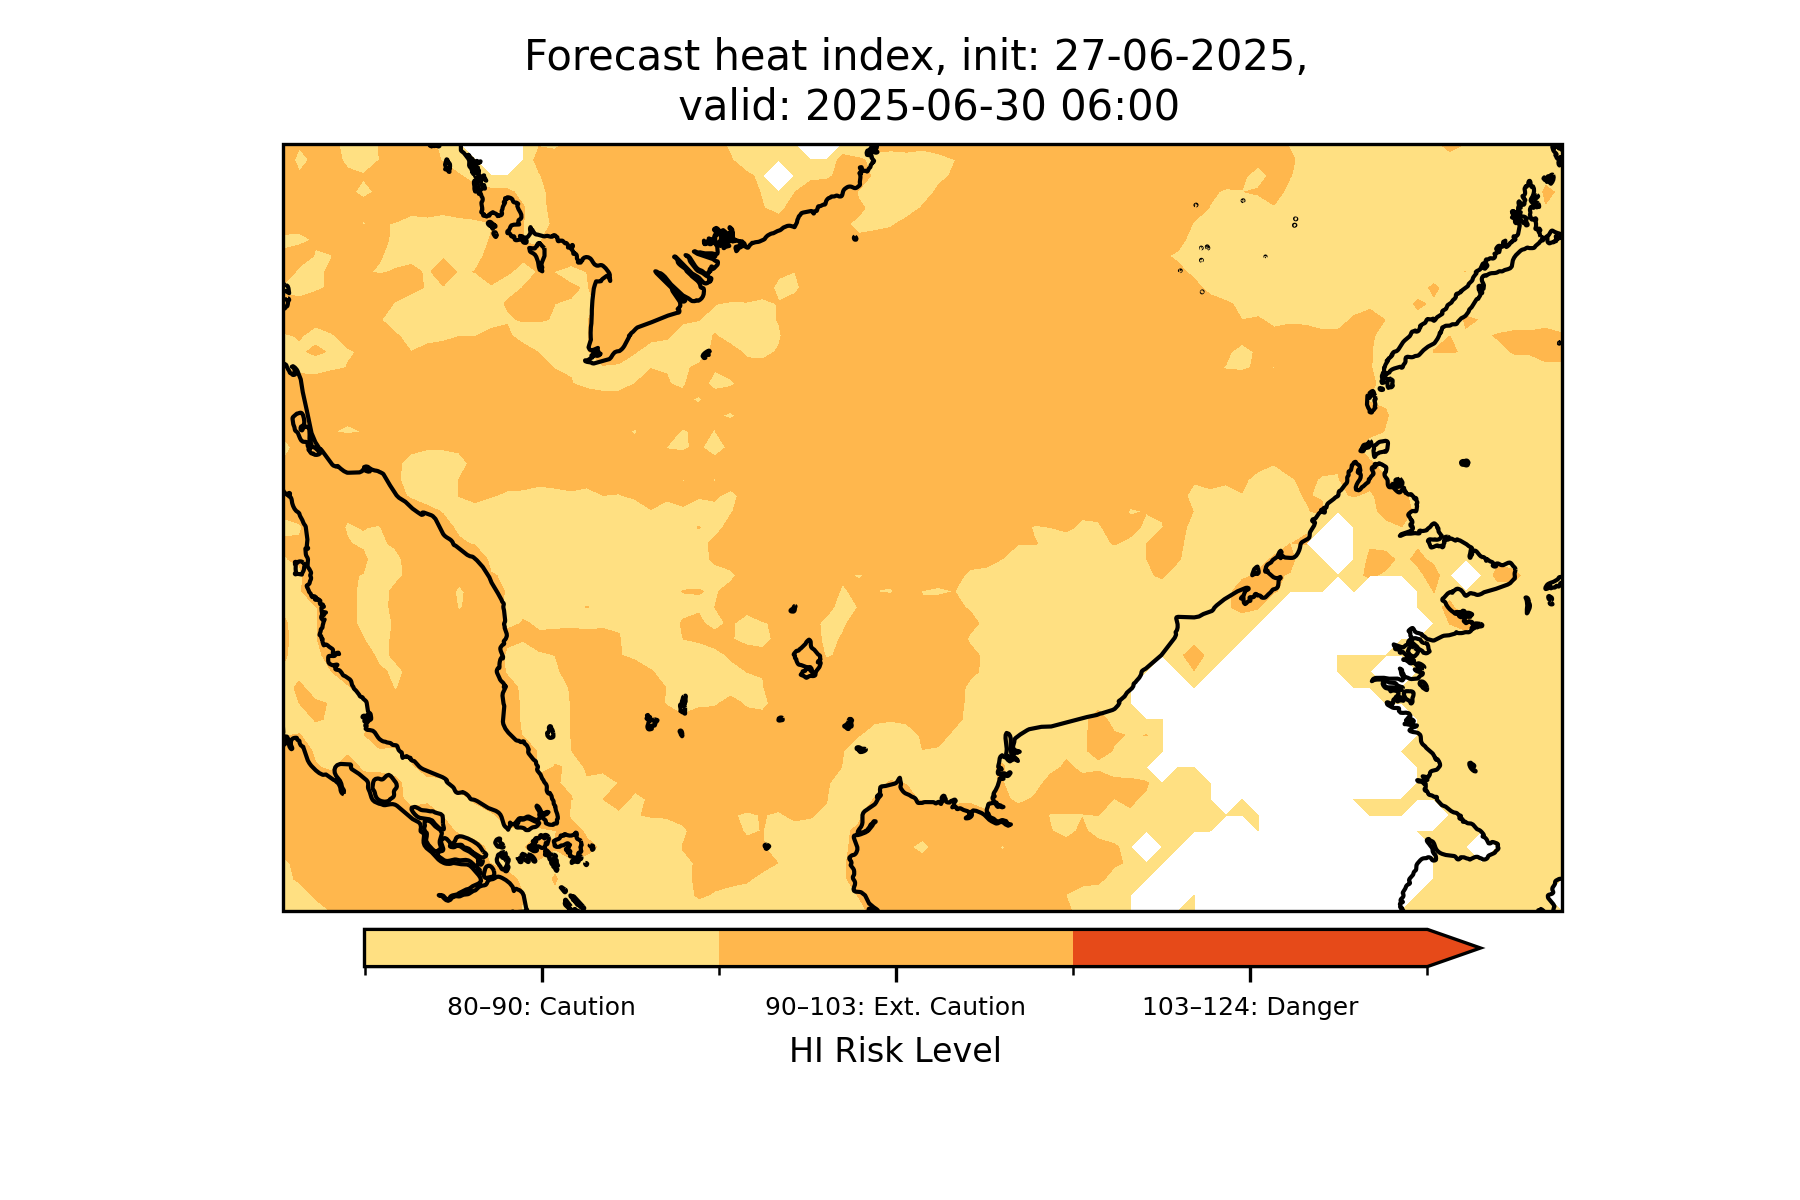 Forecast heat index, init: 27-06-2025,
valid: 2025-06-30 06:00
80–90: Caution
90–103: Ext. Caution
103–124: Danger
HI Risk Level